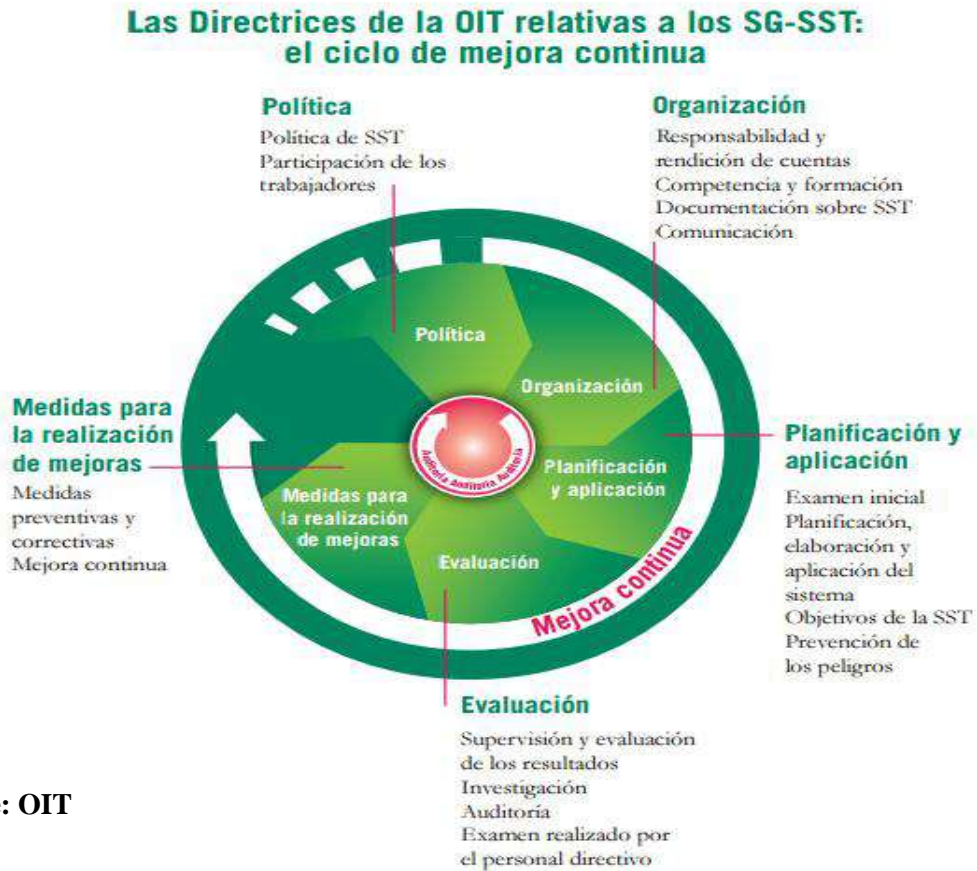 Las Directrices de la OIT relativas a los SG-SST:
el ciclo de mejora continua
Política
Política de SST
Participación de los
trabajadores
Organización
Responsabilidad y
rendición de cuentas
Competencia y formación
Documentación sobre SST
Comunicación
Política
Organización
Planificación
y aplicación
Evaluación
Medidas para
la realización
de mejoras
Auditoría Auditoría Auditoría
Mejora continua
Medidas para
la realización
de mejoras
Medidas
preventivas y
correctivas
Mejora continua
Planificación y
aplicación
Examen inicial
Planificación,
elaboración y
aplicación del
sistema
Objetivos de la SST
Prevención de
los peligros
Evaluación
Supervisión y evaluación
de los resultados
Investigación
Auditoría
Examen realizado por
el personal directivo
: OIT